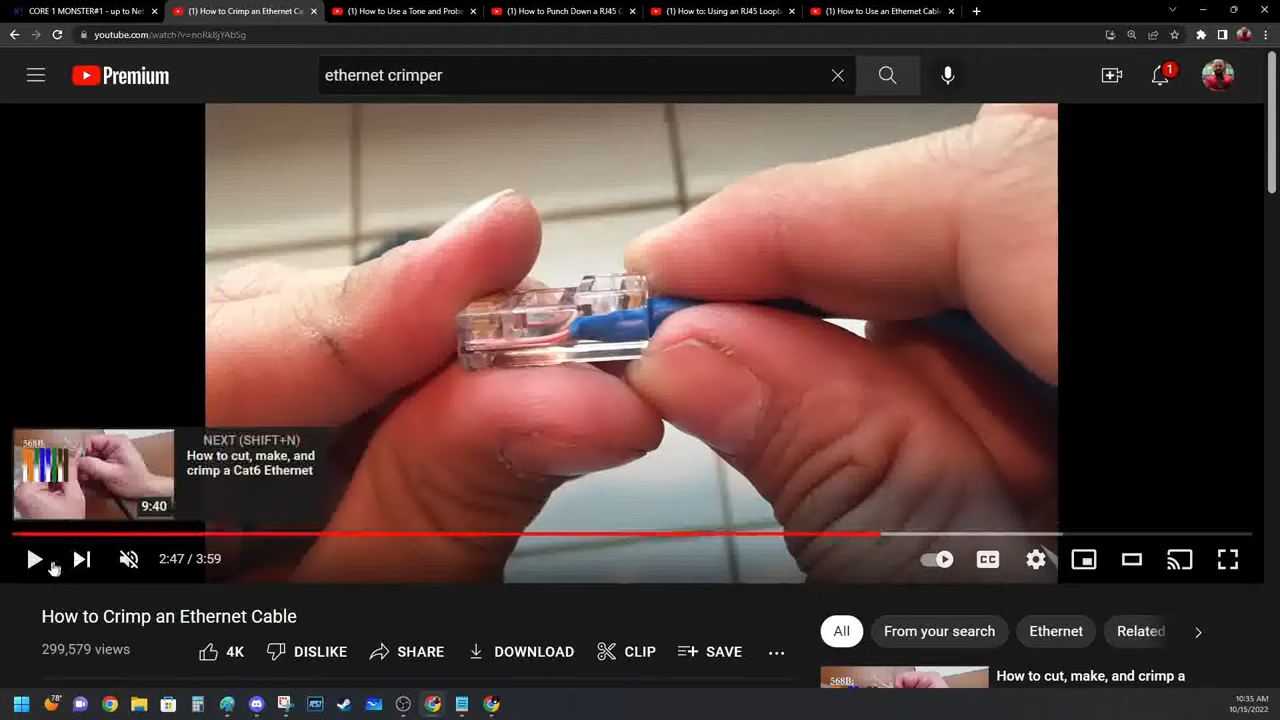 CORE 1 MONSTER#1 - up to Ne
(1) How to Crimp an Ethernet C
(1) How to Use a Tone and Probe
(1) How to Punch Down a RJ45
(1) How to: Using an RJ45 Loopb
(1) How to Use an Ethernet Cabl
youtube.com/watch?v=noRk8jYAbSg
Premium
ethernet crimper
1
NEXT (SHIFT+N)
How to cut, make, and
crimp a Cat6 Ethernet
568B
9:40
2:47 / 3:59
CC
How to Crimp an Ethernet Cable
299,579 views
4K
DISLIKE
SHARE
DOWNLOAD
CLIP
SAVE
All
From your search
Ethernet
Related
568B
How to cut, make, and crimp a
78°
RSI
10:35 AM
10/15/2022